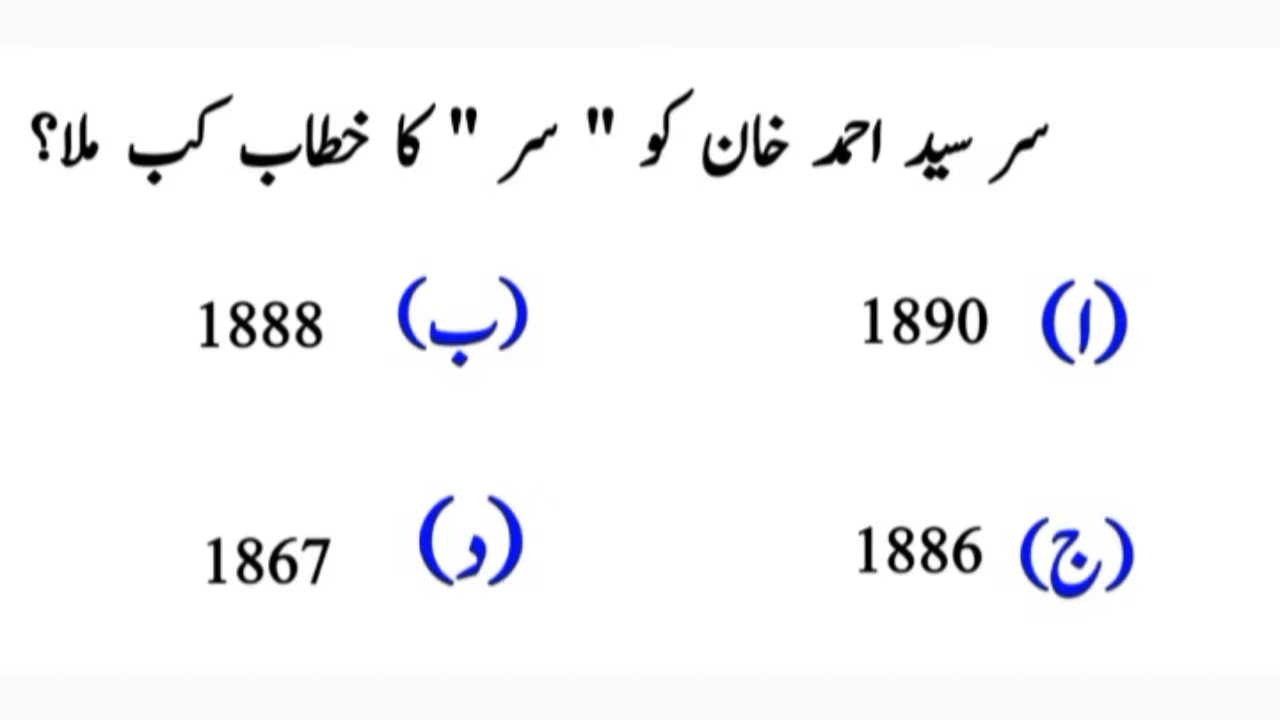 سر سید احمد خان کو " سر " کا خطاب کب ملا؟
(ا) 1890 (ب) 1888
(ج) 1886 (د) 1867